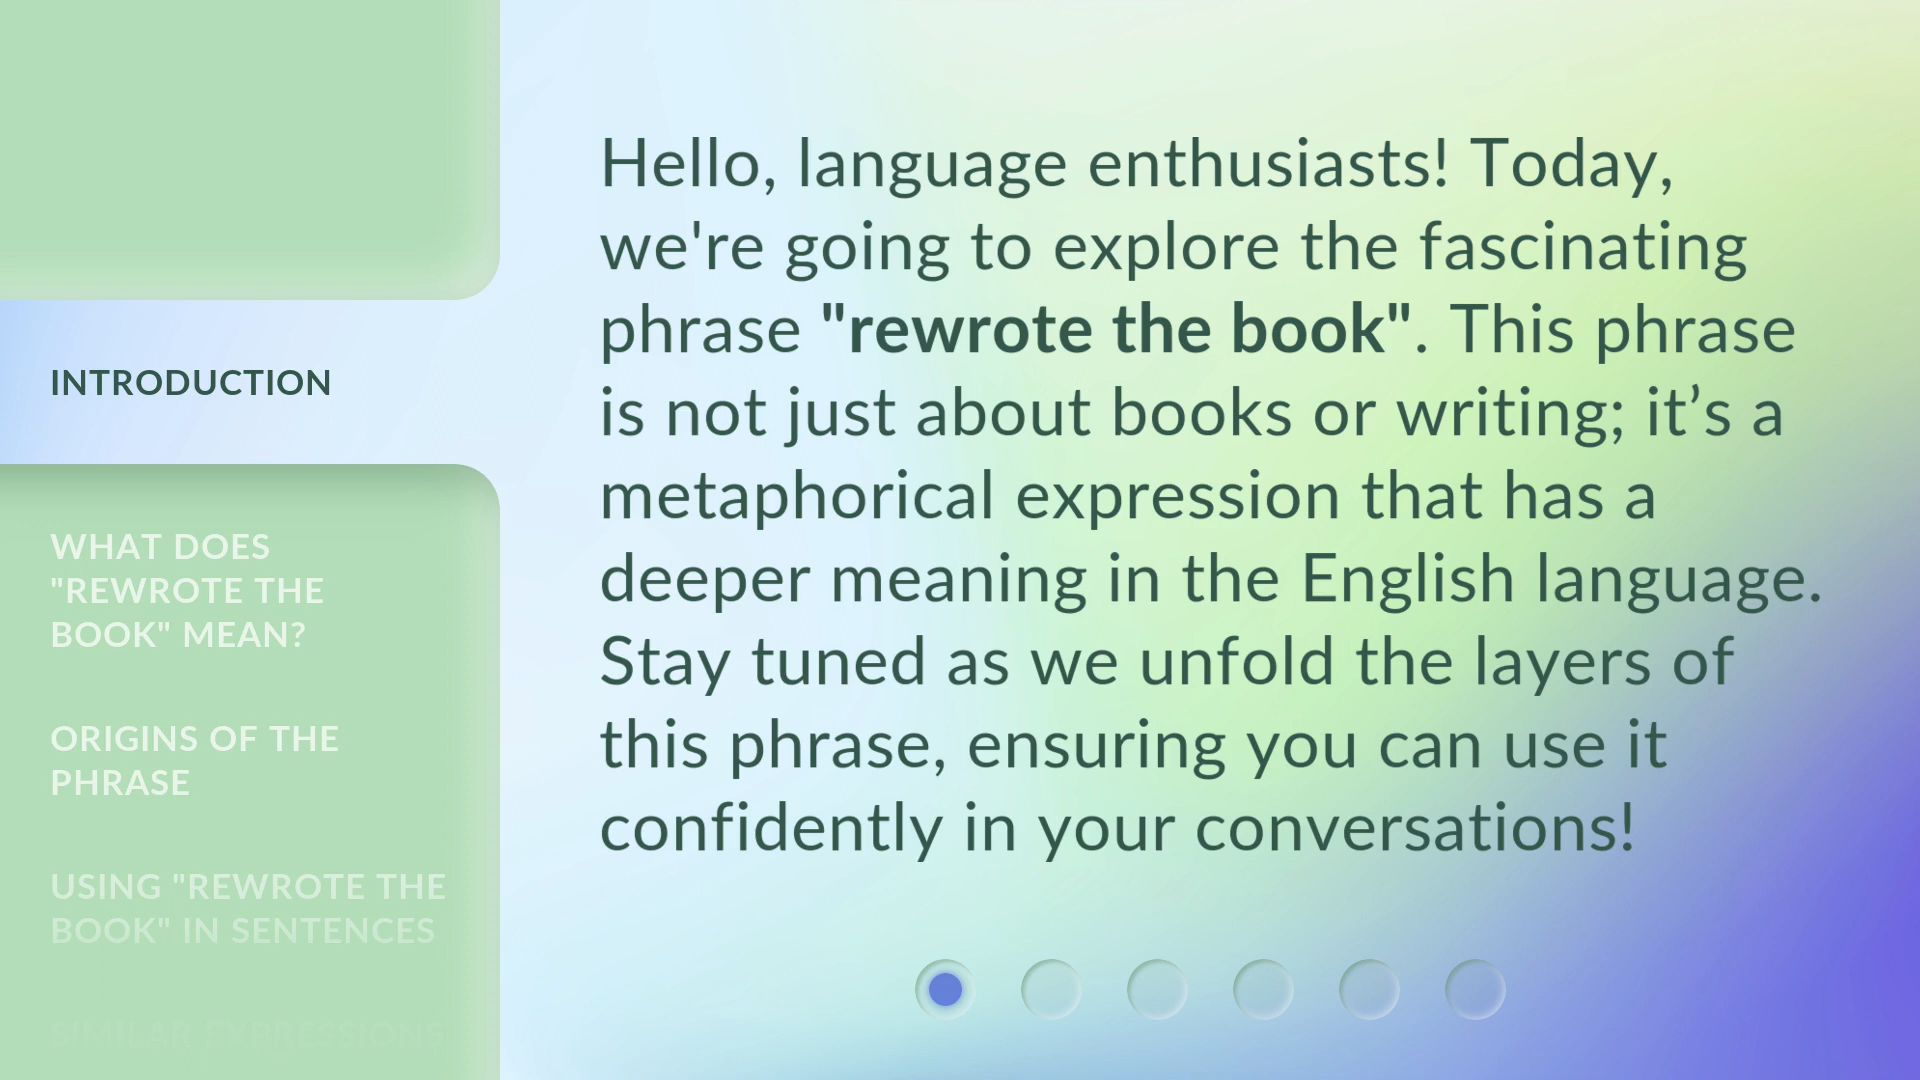 INTRODUCTION
WHAT DOES
"REWROTE THE
BOOK" MEAN?
ORIGINS OF THE
PHRASE
USING "REWROTE THE
BOOK" IN SENTENCES
SIMILAR EXPRESSIONS
Hello, language enthusiasts! Today,
we're going to explore the fascinating
phrase "rewrote the book". This phrase
is not just about books or writing; it’s a
metaphorical expression that has a
deeper meaning in the English language.
Stay tuned as we unfold the layers of
this phrase, ensuring you can use it
confidently in your conversations!